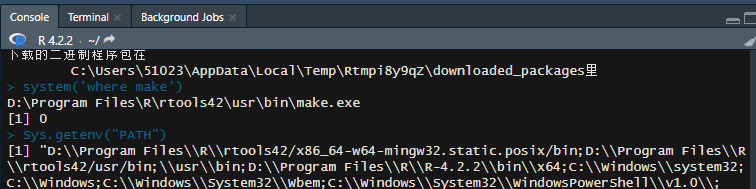 Console Terminal Background Jobs
R 4.2.2 · ~/
下载的二进制程序包在
C:\Users\51023\AppData\Local\Temp\Rtmpi8y9qZ\downloaded_packages里
> system('where make')
D:\Program Files\R\rtools42\usr\bin\make.exe
[1] 0
> Sys.getenv("PATH")
[1] "D:\\Program Files\\R\\rtools42/x86_64-w64-mingw32.static.posix/bin;D:\\Program Files\\R
\\rtools42/usr/bin;\\usr\\bin;D:\\Program Files\\R\\R-4.2.2\\bin\\x64;C:\\Windows\\system32;
C:\\Windows;C:\\Windows\\System32\\Wbem;C:\\Windows\\System32\\WindowsPowerShell\\v1.0\\;